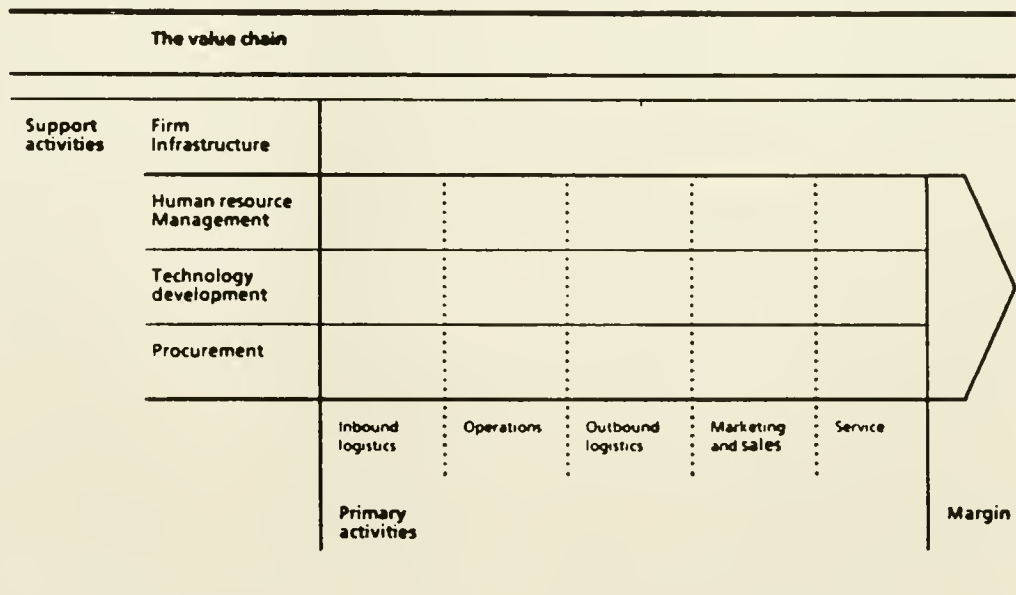 The value chain
Support
activities
Firm
Infrastructure
Human resource
Management
Technology
development
Procurement
Inbound
logistics
Operations
Outbound
logistics
Marketing
and sales
Service
Primary
activities
Margin